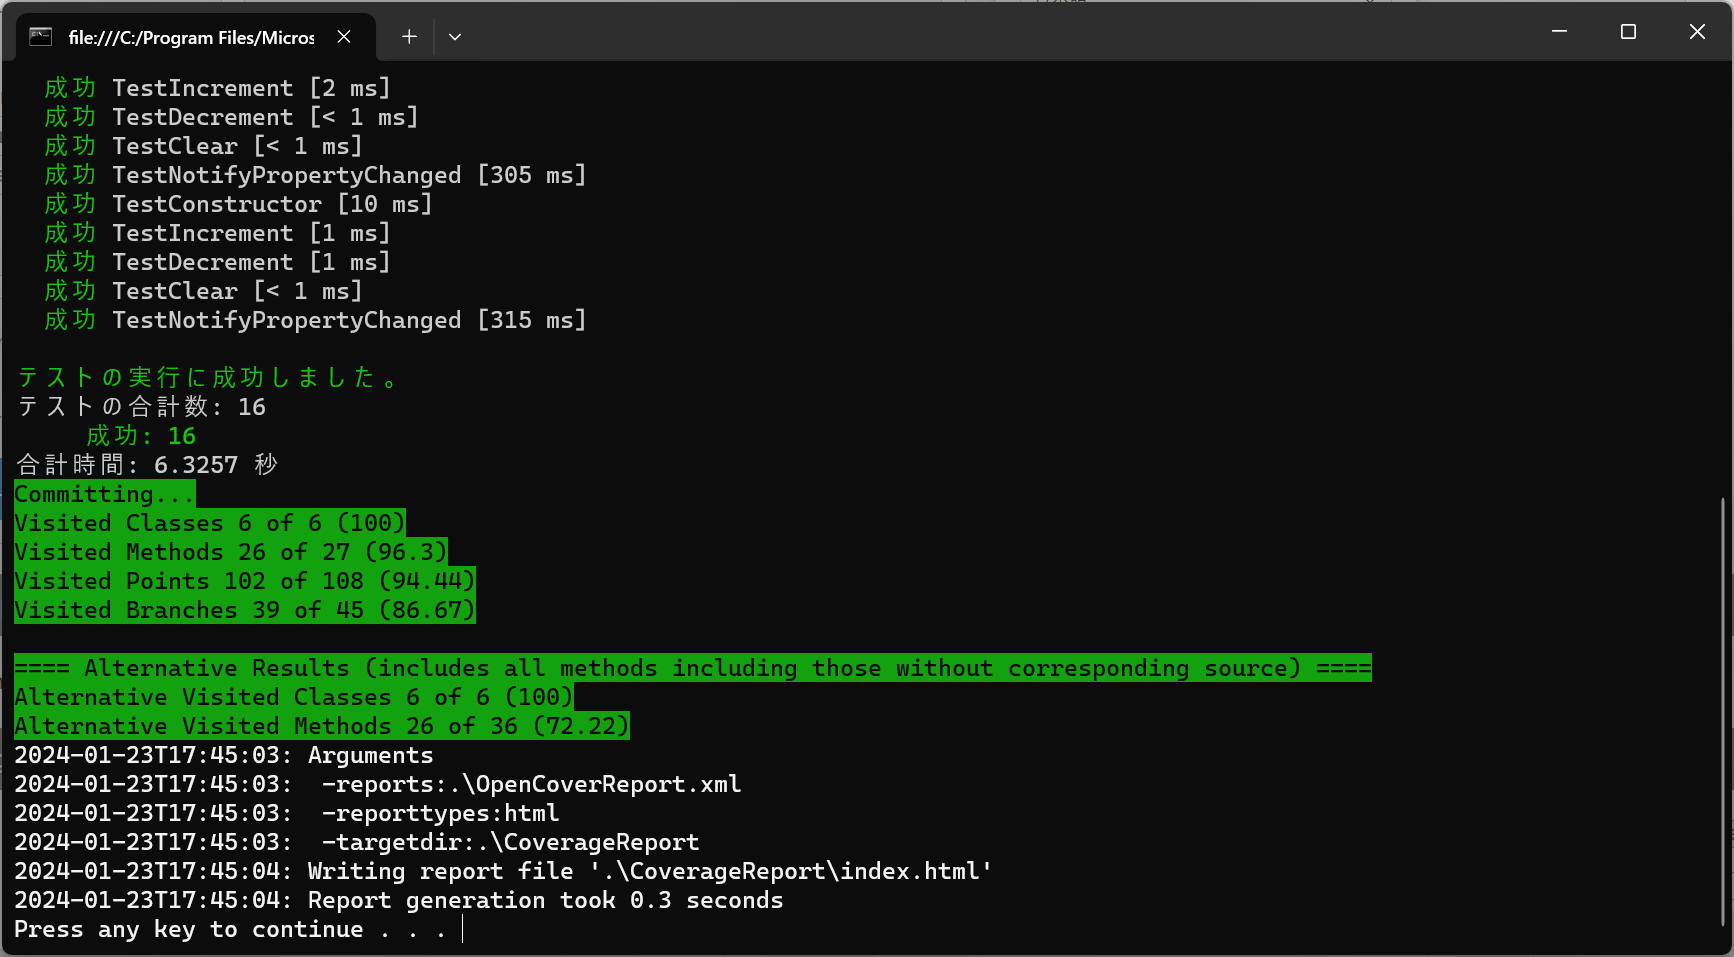 file:///C:/Program Files/Micros
成功 TestIncrement [2 ms]
成功 TestDecrement [< 1 ms]
成功 TestClear [< 1 ms]
成功 TestNotifyPropertyChanged [305 ms]
成功 TestConstructor [10 ms]
成功 TestIncrement [1 ms]
成功 TestDecrement [1 ms]
成功 TestClear [< 1 ms]
成功 TestNotifyPropertyChanged [315 ms]
テストの実行に成功しました。
テストの合計数: 16
成功: 16
合計時間: 6.3257 秒
Committing...
Visited Classes 6 of 6 (100)
Visited Methods 26 of 27 (96.3)
Visited Points 102 of 108 (94.44)
Visited Branches 39 of 45 (86.67)
==== Alternative Results (includes all methods including those without corresponding source) ====
Alternative Visited Classes 6 of 6 (100)
Alternative Visited Methods 26 of 36 (72.22)
2024-01-23T17:45:03: Arguments
2024-01-23T17:45:03:  -reports:.\OpenCoverReport.xml
2024-01-23T17:45:03:  -reporttypes:html
2024-01-23T17:45:03:  -targetdir:.\CoverageReport
2024-01-23T17:45:04: Writing report file '.\CoverageReport\index.html'
2024-01-23T17:45:04: Report generation took 0.3 seconds
Press any key to continue . . .